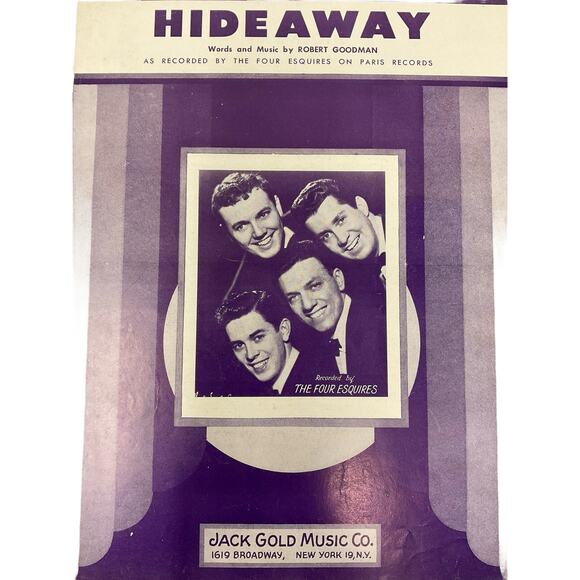 HIDEAWAY
Words and Music by ROBERT GOODMAN
AS RECORDED BY THE FOUR ESQUIRES ON PARIS RECORDS
Recorded by
THE FOUR ESQUIRES
JACK GOLD MUSIC CO.
1619 BROADWAY, NEW YORK 19, N.Y.